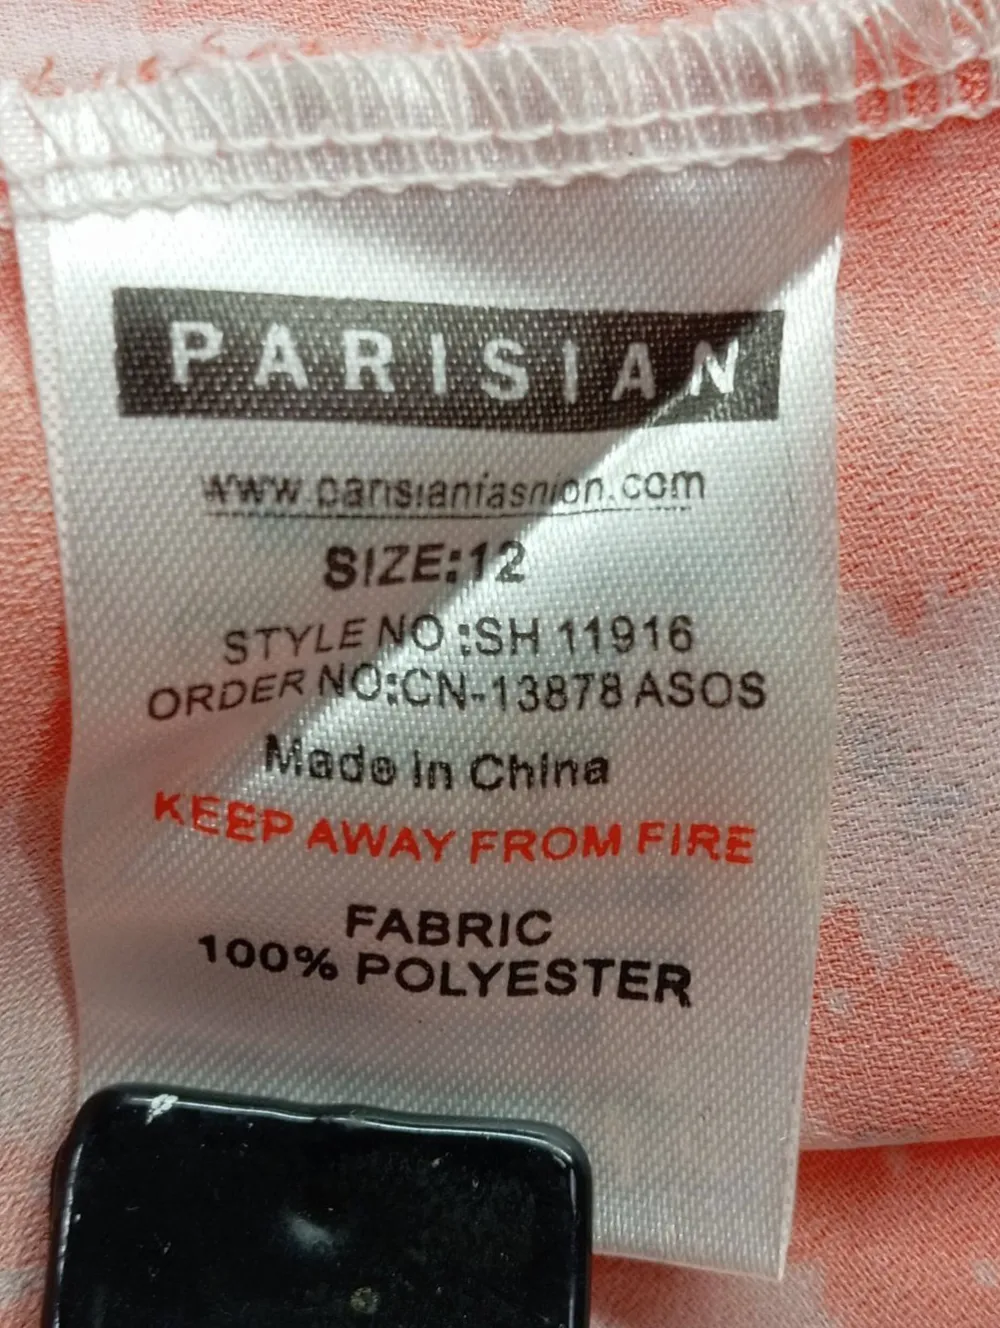 PARISIAN
www.parisianfashion.com
SIZE:12
STYLE NO :SH 11916
ORDER NO:CN-13878 ASOS
Made in China
KEEP AWAY FROM FIRE
FABRIC
100% POLYESTER